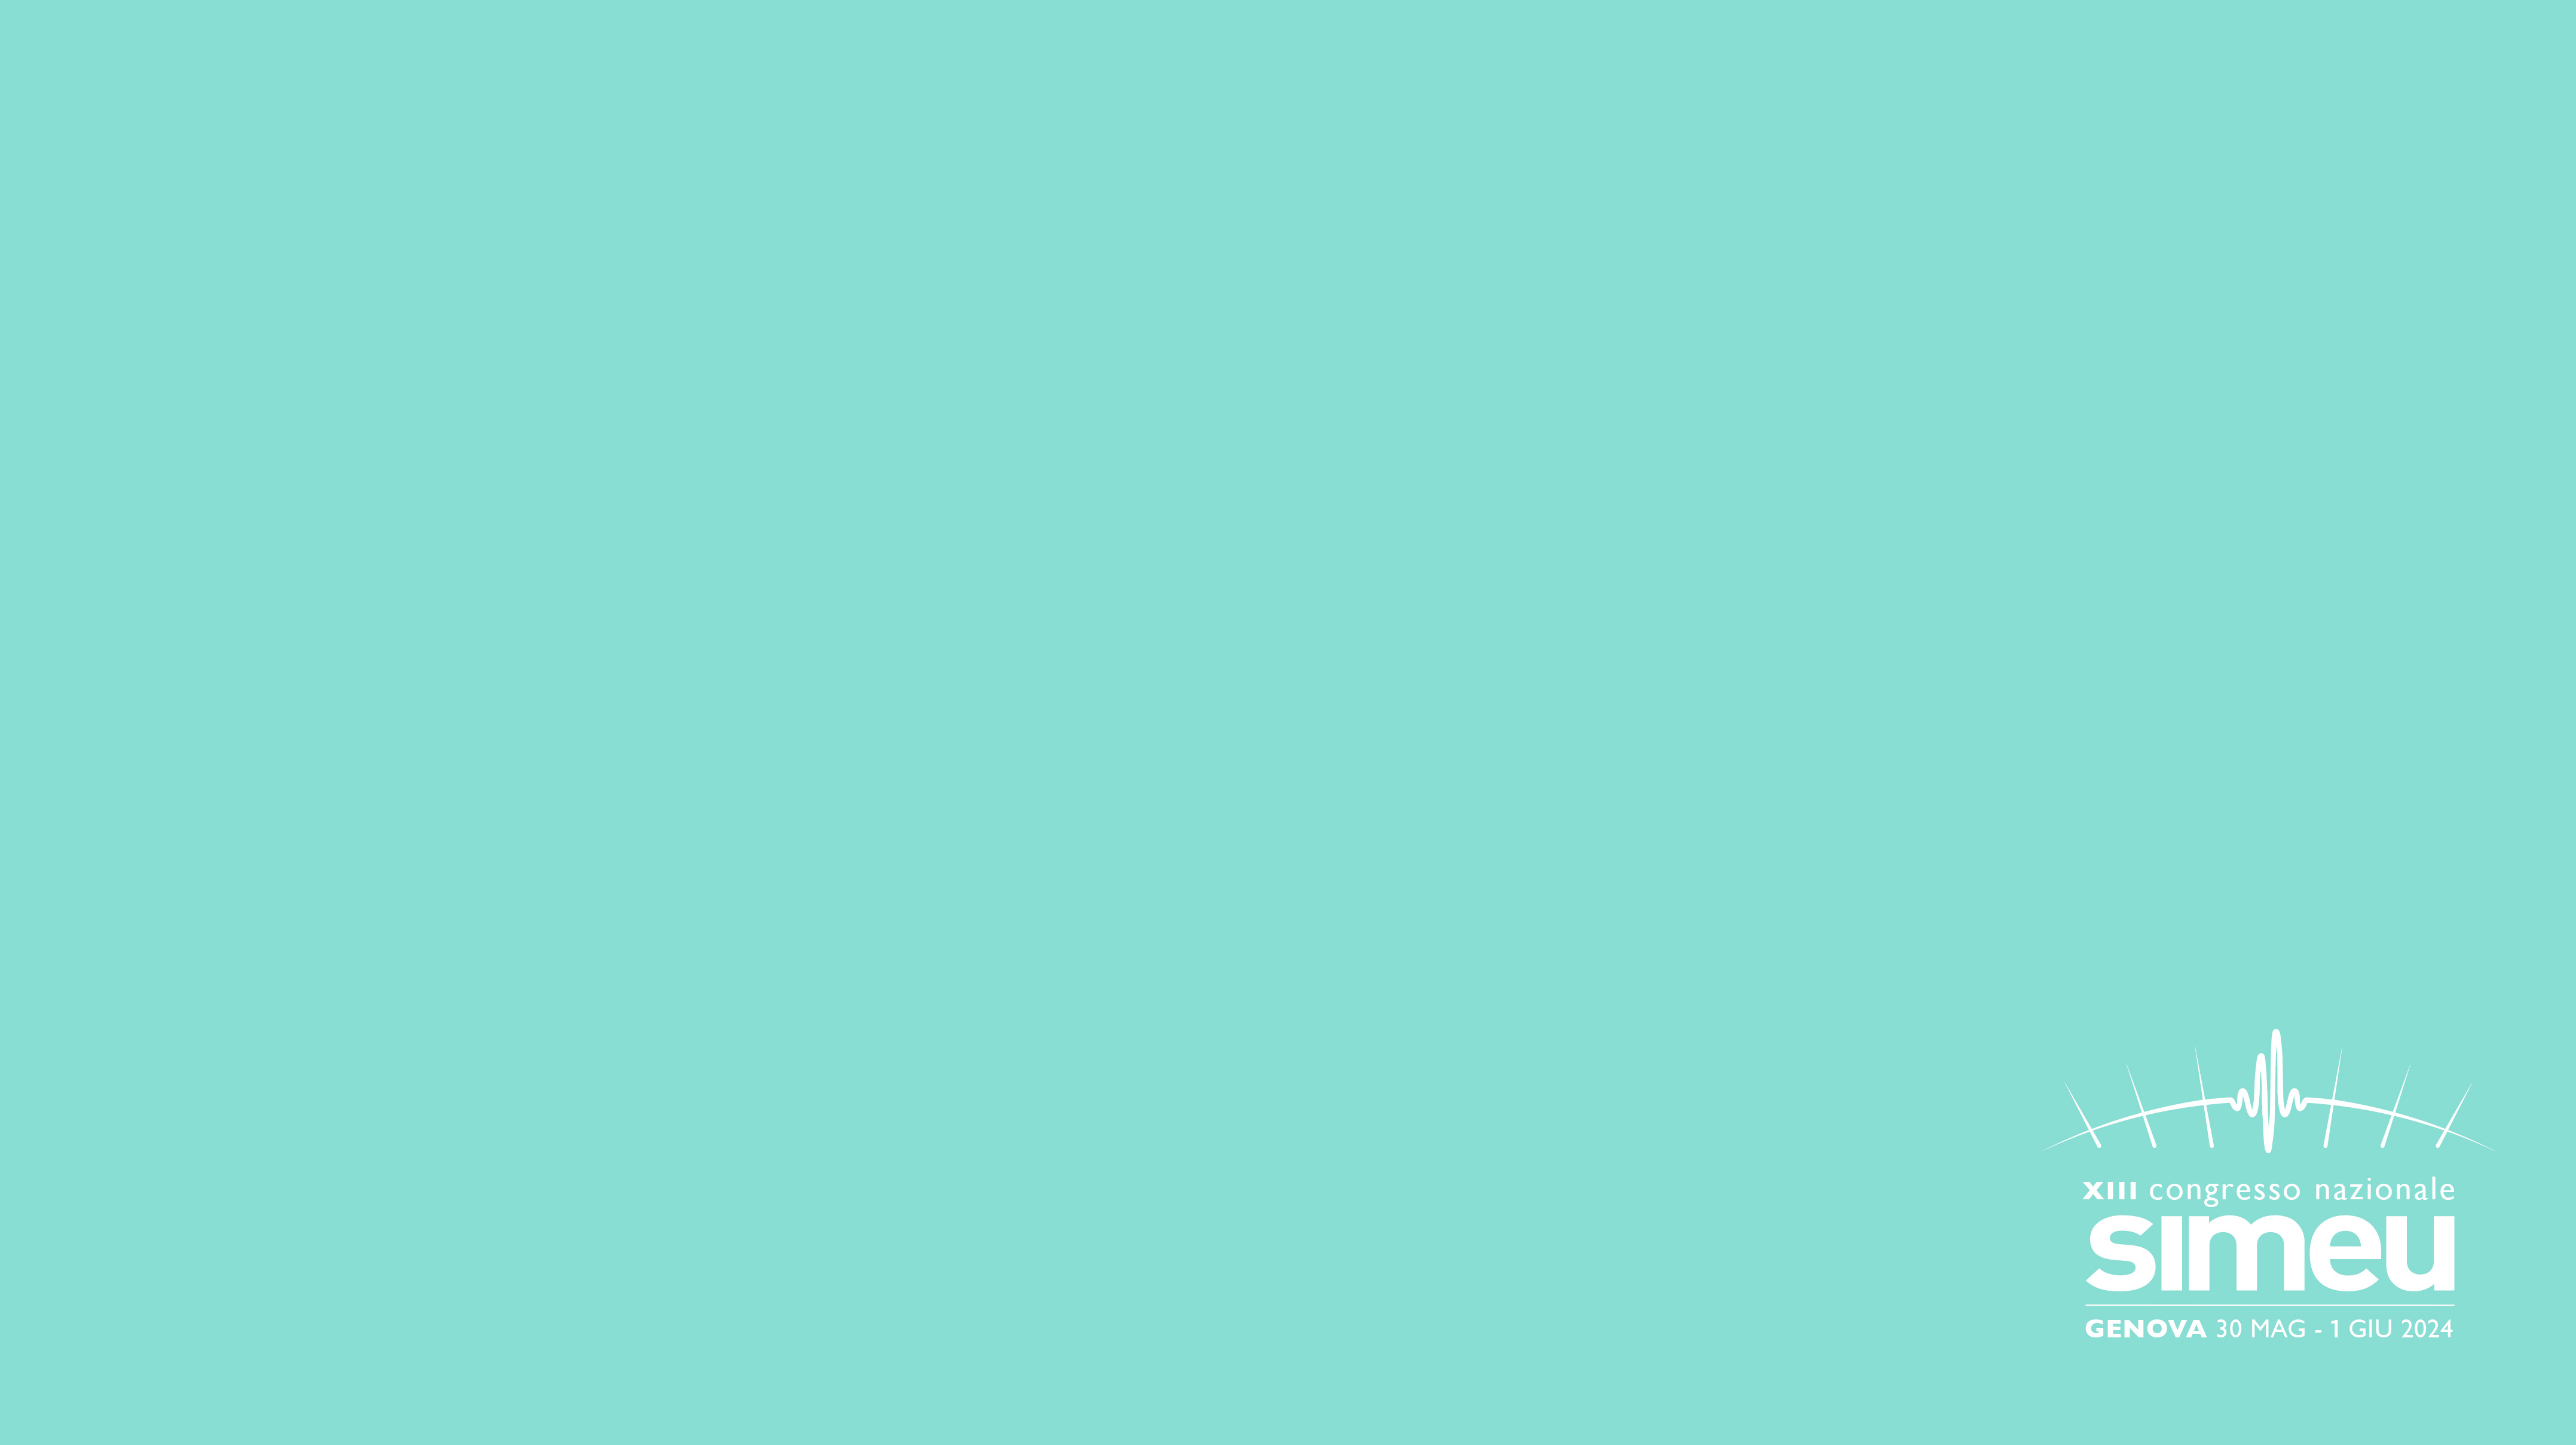 XIII congresso nazionale
simeu
GENOVA 30 MAG - 1 GIU 2024